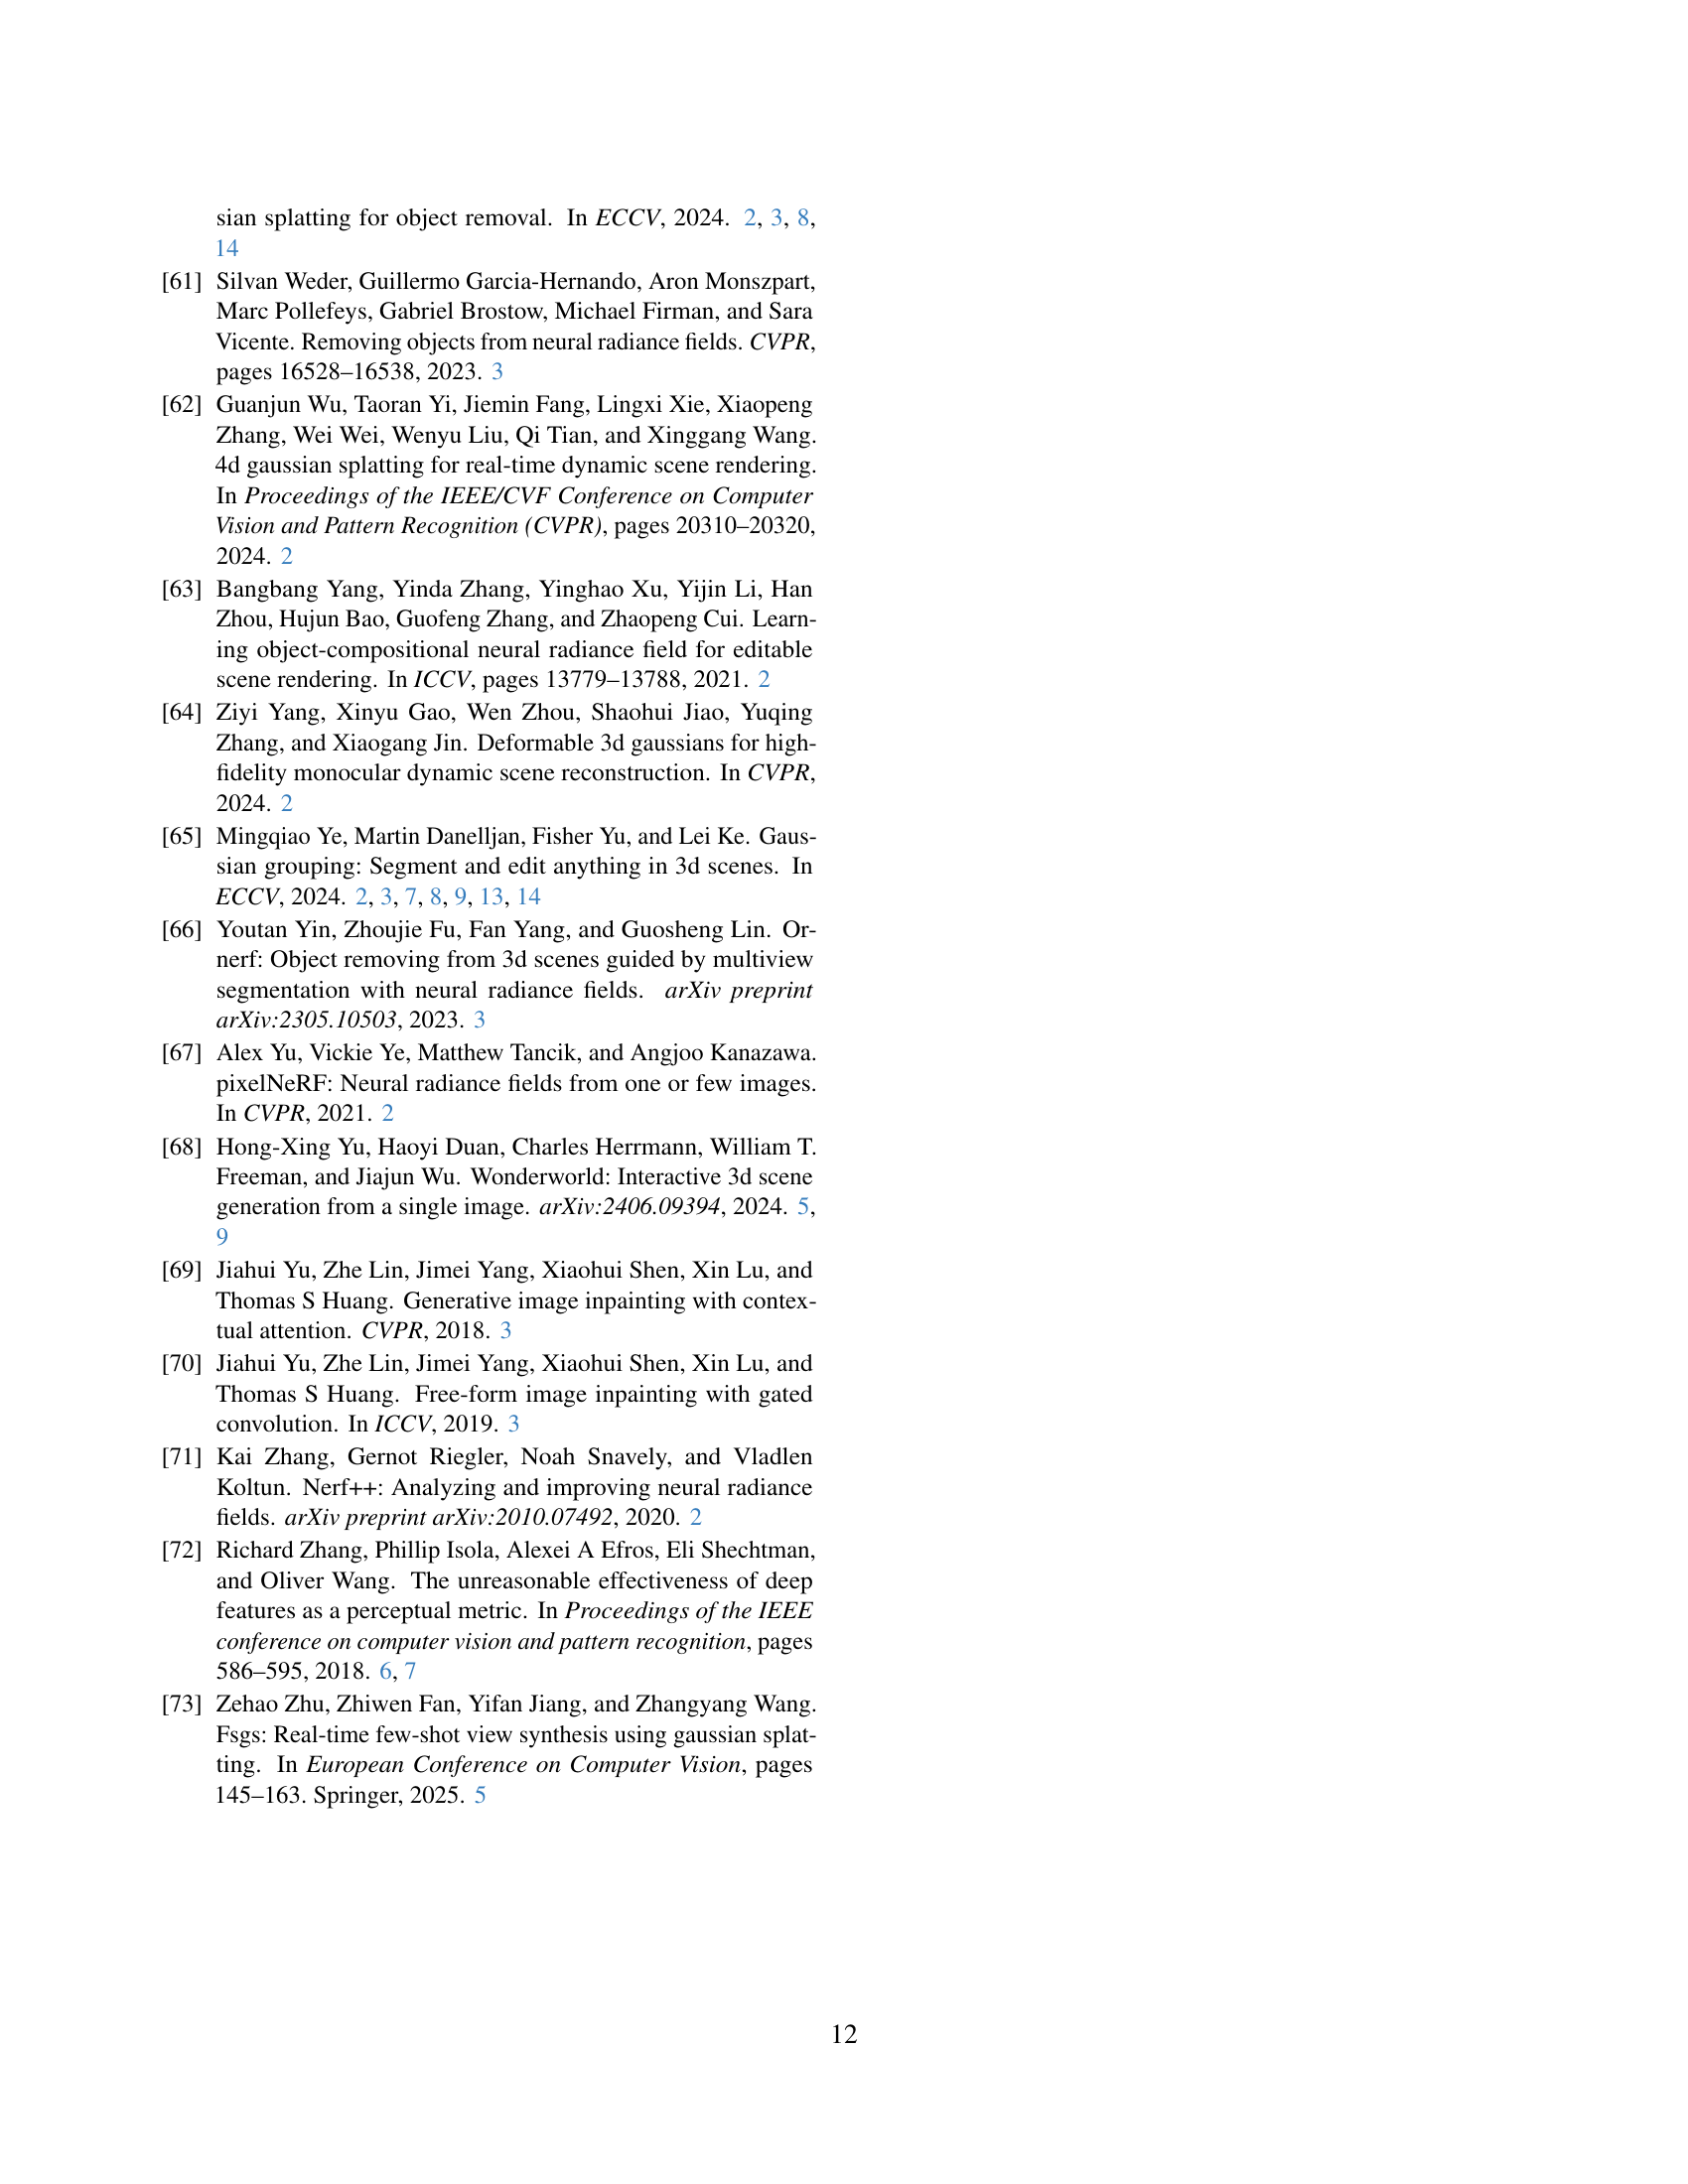 sian splatting for object removal. In ECCV, 2024. 2, 3, 8,
14
[61] Silvan Weder, Guillermo Garcia-Hernando, Aron Monszpart,
Marc Pollefeys, Gabriel Brostow, Michael Firman, and Sara
Vicente. Removing objects from neural radiance fields. CVPR,
pages 16528–16538, 2023. 3
[62] Guanjun Wu, Taoran Yi, Jiemin Fang, Lingxi Xie, Xiaopeng
Zhang, Wei Wei, Wenyu Liu, Qi Tian, and Xinggang Wang.
4d gaussian splatting for real-time dynamic scene rendering.
In Proceedings of the IEEE/CVF Conference on Computer
Vision and Pattern Recognition (CVPR), pages 20310–20320,
2024. 2
[63] Bangbang Yang, Yinda Zhang, Yinghao Xu, Yijin Li, Han
Zhou, Hujun Bao, Guofeng Zhang, and Zhaopeng Cui. Learn-
ing object-compositional neural radiance field for editable
scene rendering. In ICCV, pages 13779–13788, 2021. 2
[64] Ziyi Yang, Xinyu Gao, Wen Zhou, Shaohui Jiao, Yuqing
Zhang, and Xiaogang Jin. Deformable 3d gaussians for high-
fidelity monocular dynamic scene reconstruction. In CVPR,
2024. 2
[65] Mingqiao Ye, Martin Danelljan, Fisher Yu, and Lei Ke. Gaus-
sian grouping: Segment and edit anything in 3d scenes. In
ECCV, 2024. 2, 3, 7, 8, 9, 13, 14
[66] Youtan Yin, Zhoujie Fu, Fan Yang, and Guosheng Lin. Or-
nerf: Object removing from 3d scenes guided by multiview
segmentation with neural radiance fields. arXiv preprint
arXiv:2305.10503, 2023. 3
[67] Alex Yu, Vickie Ye, Matthew Tancik, and Angjoo Kanazawa.
pixelNeRF: Neural radiance fields from one or few images.
In CVPR, 2021. 2
[68] Hong-Xing Yu, Haoyi Duan, Charles Herrmann, William T.
Freeman, and Jiajun Wu. Wonderworld: Interactive 3d scene
generation from a single image. arXiv:2406.09394, 2024. 5,
9
[69] Jiahui Yu, Zhe Lin, Jimei Yang, Xiaohui Shen, Xin Lu, and
Thomas S Huang. Generative image inpainting with contex-
tual attention. CVPR, 2018. 3
[70] Jiahui Yu, Zhe Lin, Jimei Yang, Xiaohui Shen, Xin Lu, and
Thomas S Huang. Free-form image inpainting with gated
convolution. In ICCV, 2019. 3
[71] Kai Zhang, Gernot Riegler, Noah Snavely, and Vladlen
Koltun. Nerf++: Analyzing and improving neural radiance
fields. arXiv preprint arXiv:2010.07492, 2020. 2
[72] Richard Zhang, Phillip Isola, Alexei A Efros, Eli Shechtman,
and Oliver Wang. The unreasonable effectiveness of deep
features as a perceptual metric. In Proceedings of the IEEE
conference on computer vision and pattern recognition, pages
586–595, 2018. 6, 7
[73] Zehao Zhu, Zhiwen Fan, Yifan Jiang, and Zhangyang Wang.
Fsgs: Real-time few-shot view synthesis using gaussian splat-
ting. In European Conference on Computer Vision, pages
145–163. Springer, 2025. 5
12